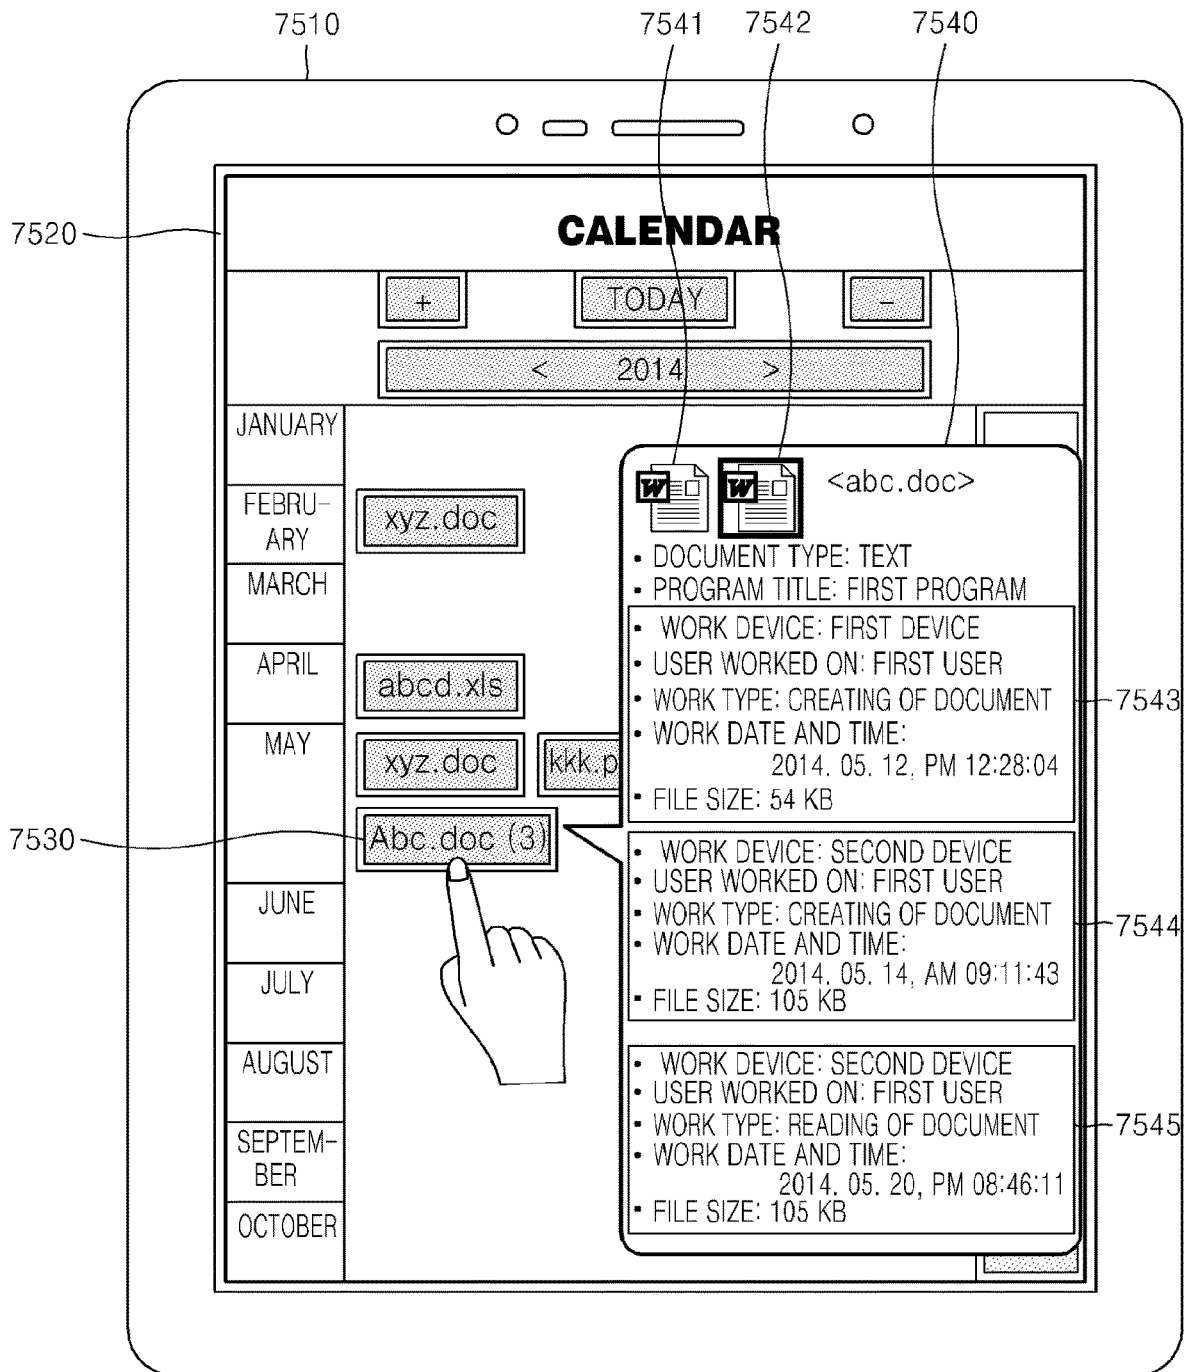 7510
7541
7542
7540
7520
CALENDAR
+
TODAY
-
< 2014 >
JANUARY
FEBRU-
ARY
xyz.doc
MARCH
APRIL
abcd.xls
MAY
xyz.doc
kkk.p
7530
Abc.doc (3)
JUNE
JULY
AUGUST
SEPTEM-
BER
OCTOBER
W
W
<abc.doc>
• DOCUMENT TYPE: TEXT
• PROGRAM TITLE: FIRST PROGRAM
• WORK DEVICE: FIRST DEVICE
• USER WORKED ON: FIRST USER
• WORK TYPE: CREATING OF DOCUMENT
7543
• WORK DATE AND TIME:
2014. 05. 12, PM 12:28:04
• FILE SIZE: 54 KB
• WORK DEVICE: SECOND DEVICE
• USER WORKED ON: FIRST USER
• WORK TYPE: CREATING OF DOCUMENT
7544
• WORK DATE AND TIME:
2014. 05. 14, AM 09:11:43
• FILE SIZE: 105 KB
• WORK DEVICE: SECOND DEVICE
• USER WORKED ON: FIRST USER
• WORK TYPE: READING OF DOCUMENT
7545
• WORK DATE AND TIME:
2014. 05. 20, PM 08:46:11
• FILE SIZE: 105 KB